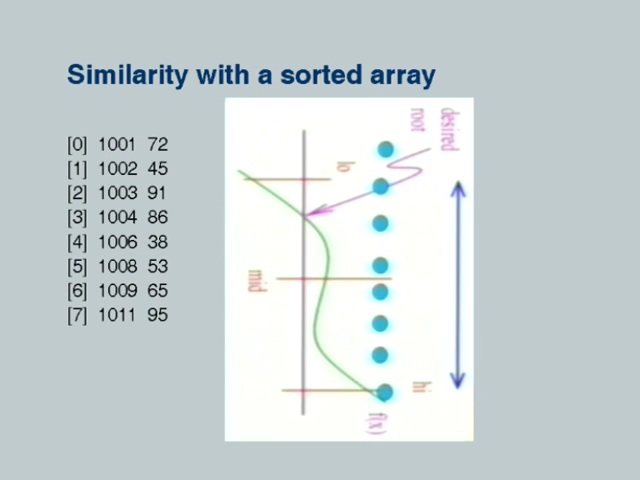 Similarity with a sorted array
[0] 1001 72
[1] 1002 45
[2] 1003 91
[3] 1004 86
[4] 1006 38
[5] 1008 53
[6] 1009 65
[7] 1011 95
desired
root
lo
mid
hi
f(x)